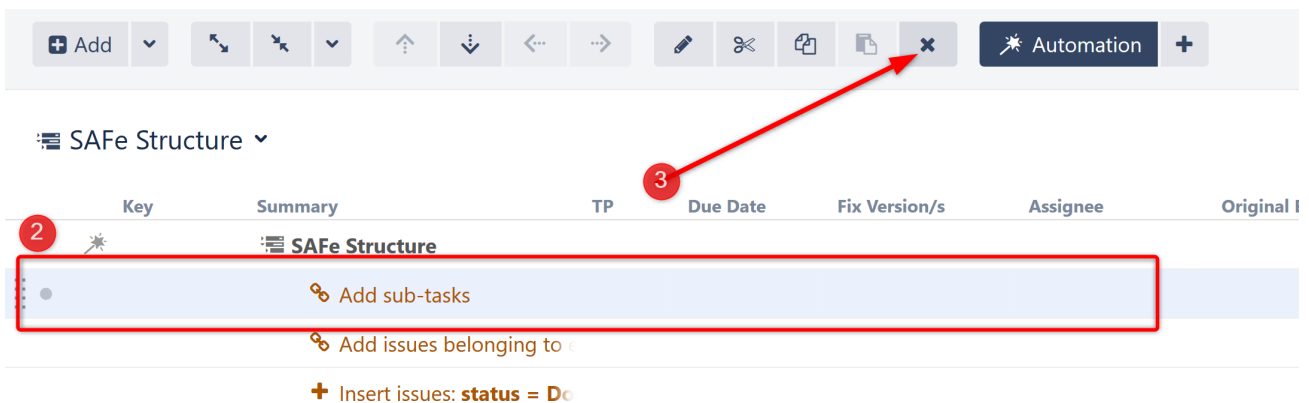 Add Automation
SAFe Structure
3
Key Summary TP Due Date Fix Version/s Assignee Original
2
SAFe Structure
Add sub-tasks
Add issues belonging to
Insert issues: status =